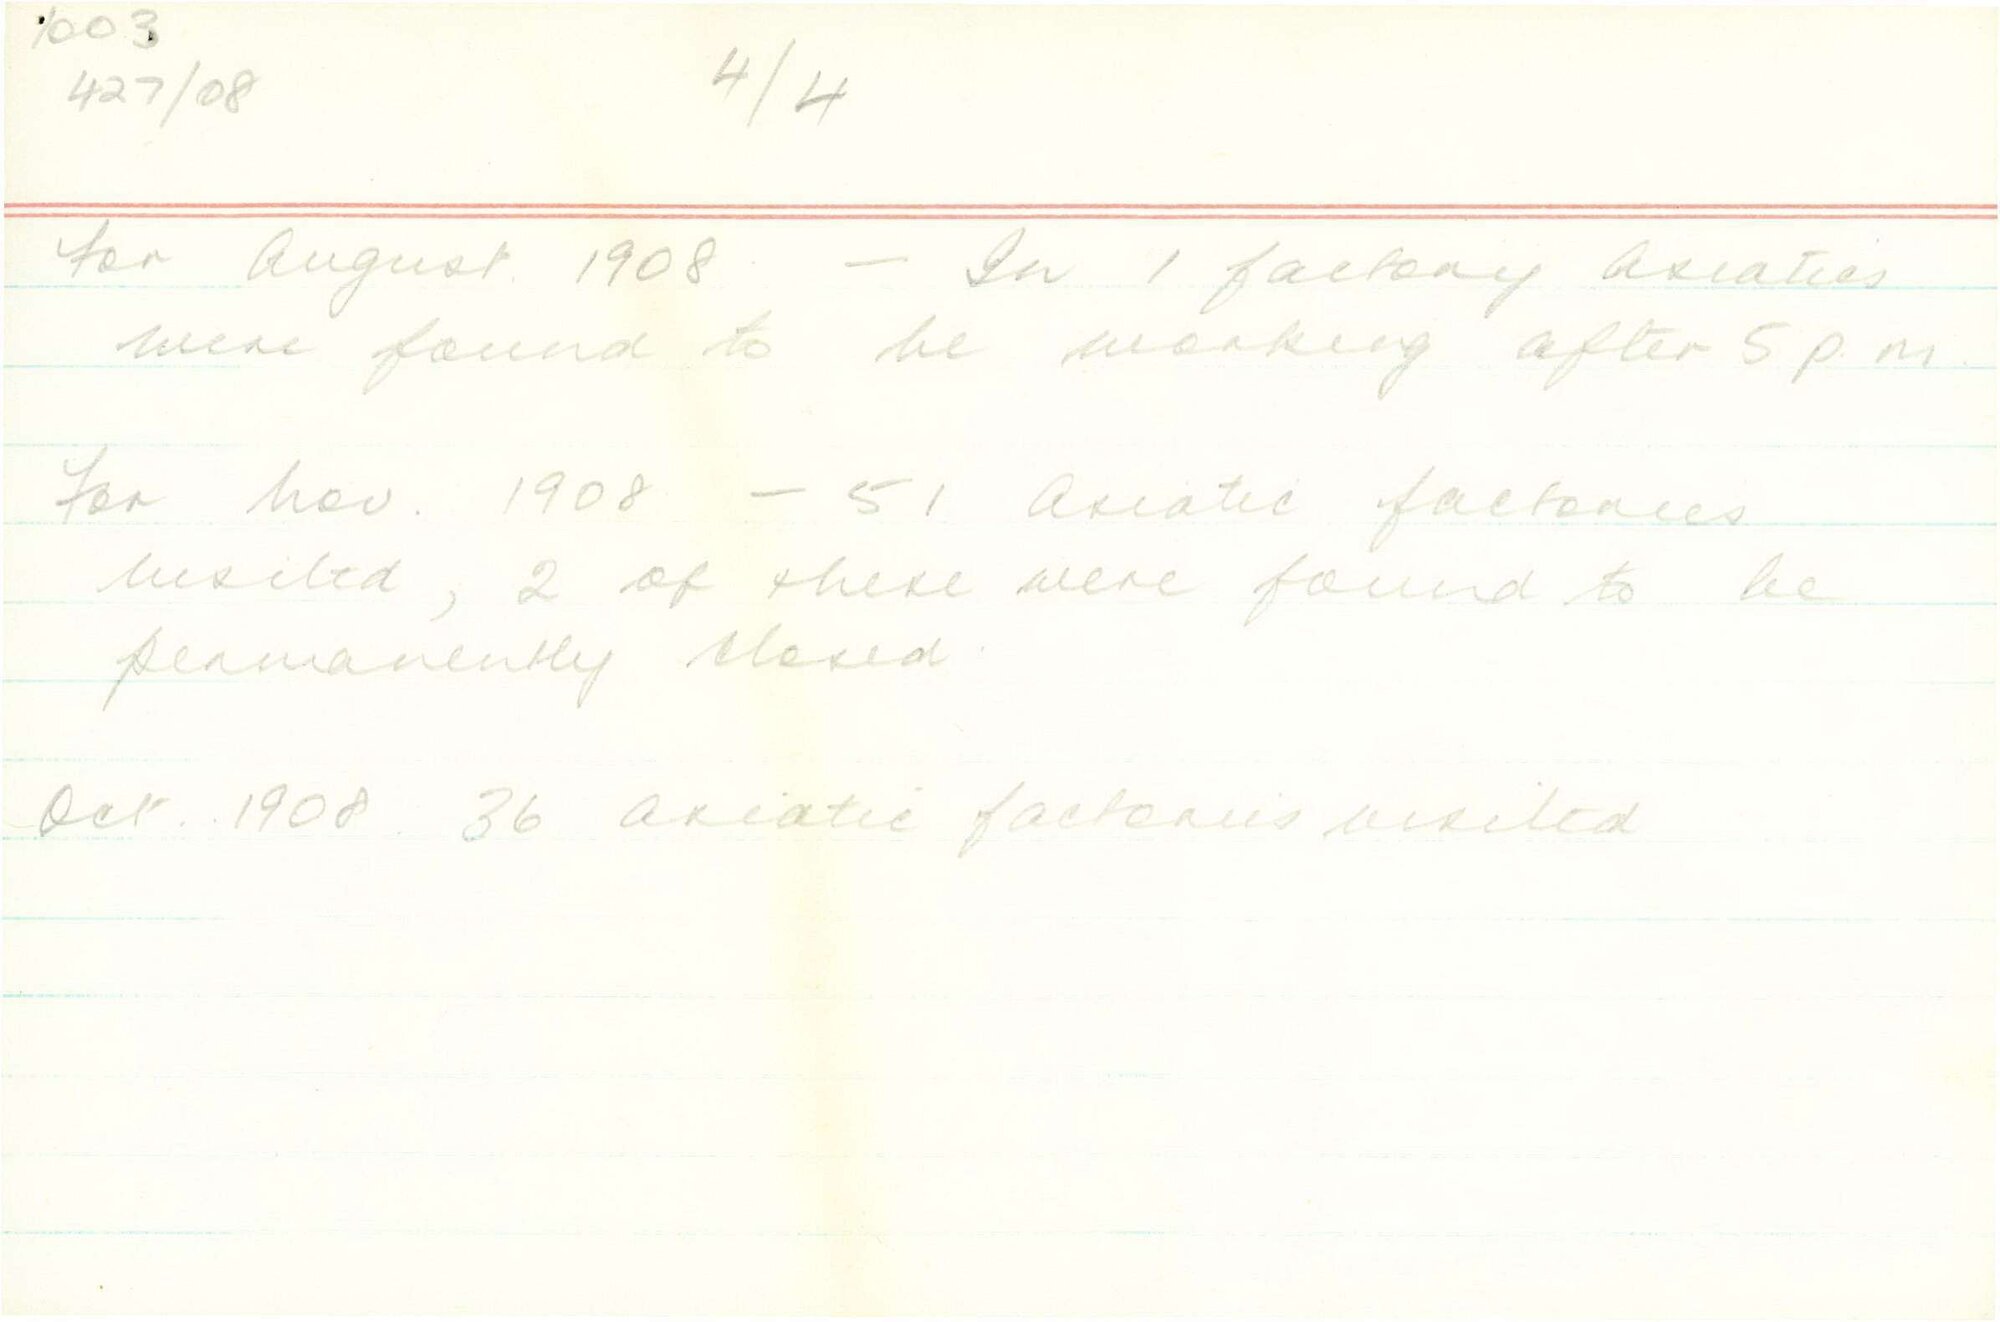 1003
427/08 4/4
For August 1908 - In 1 factory Asiatics
were found to be working after 5 p.m.
For Nov. 1908 - 51 Asiatic factories
visited, 2 of these were found to be
permanently closed.
Oct. 1908 36 Asiatic factories visited